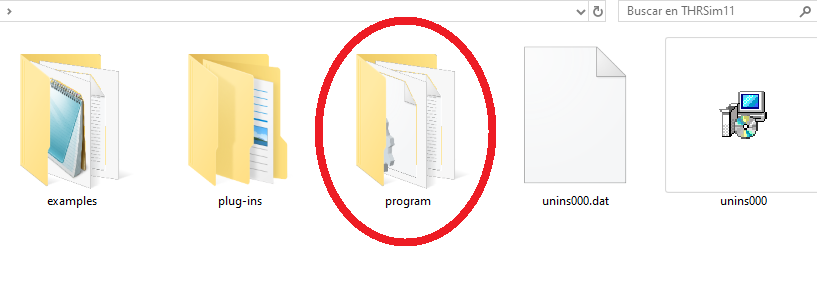 Buscar en THRSim11
examples
plug-ins
program
unins000.dat
unins000